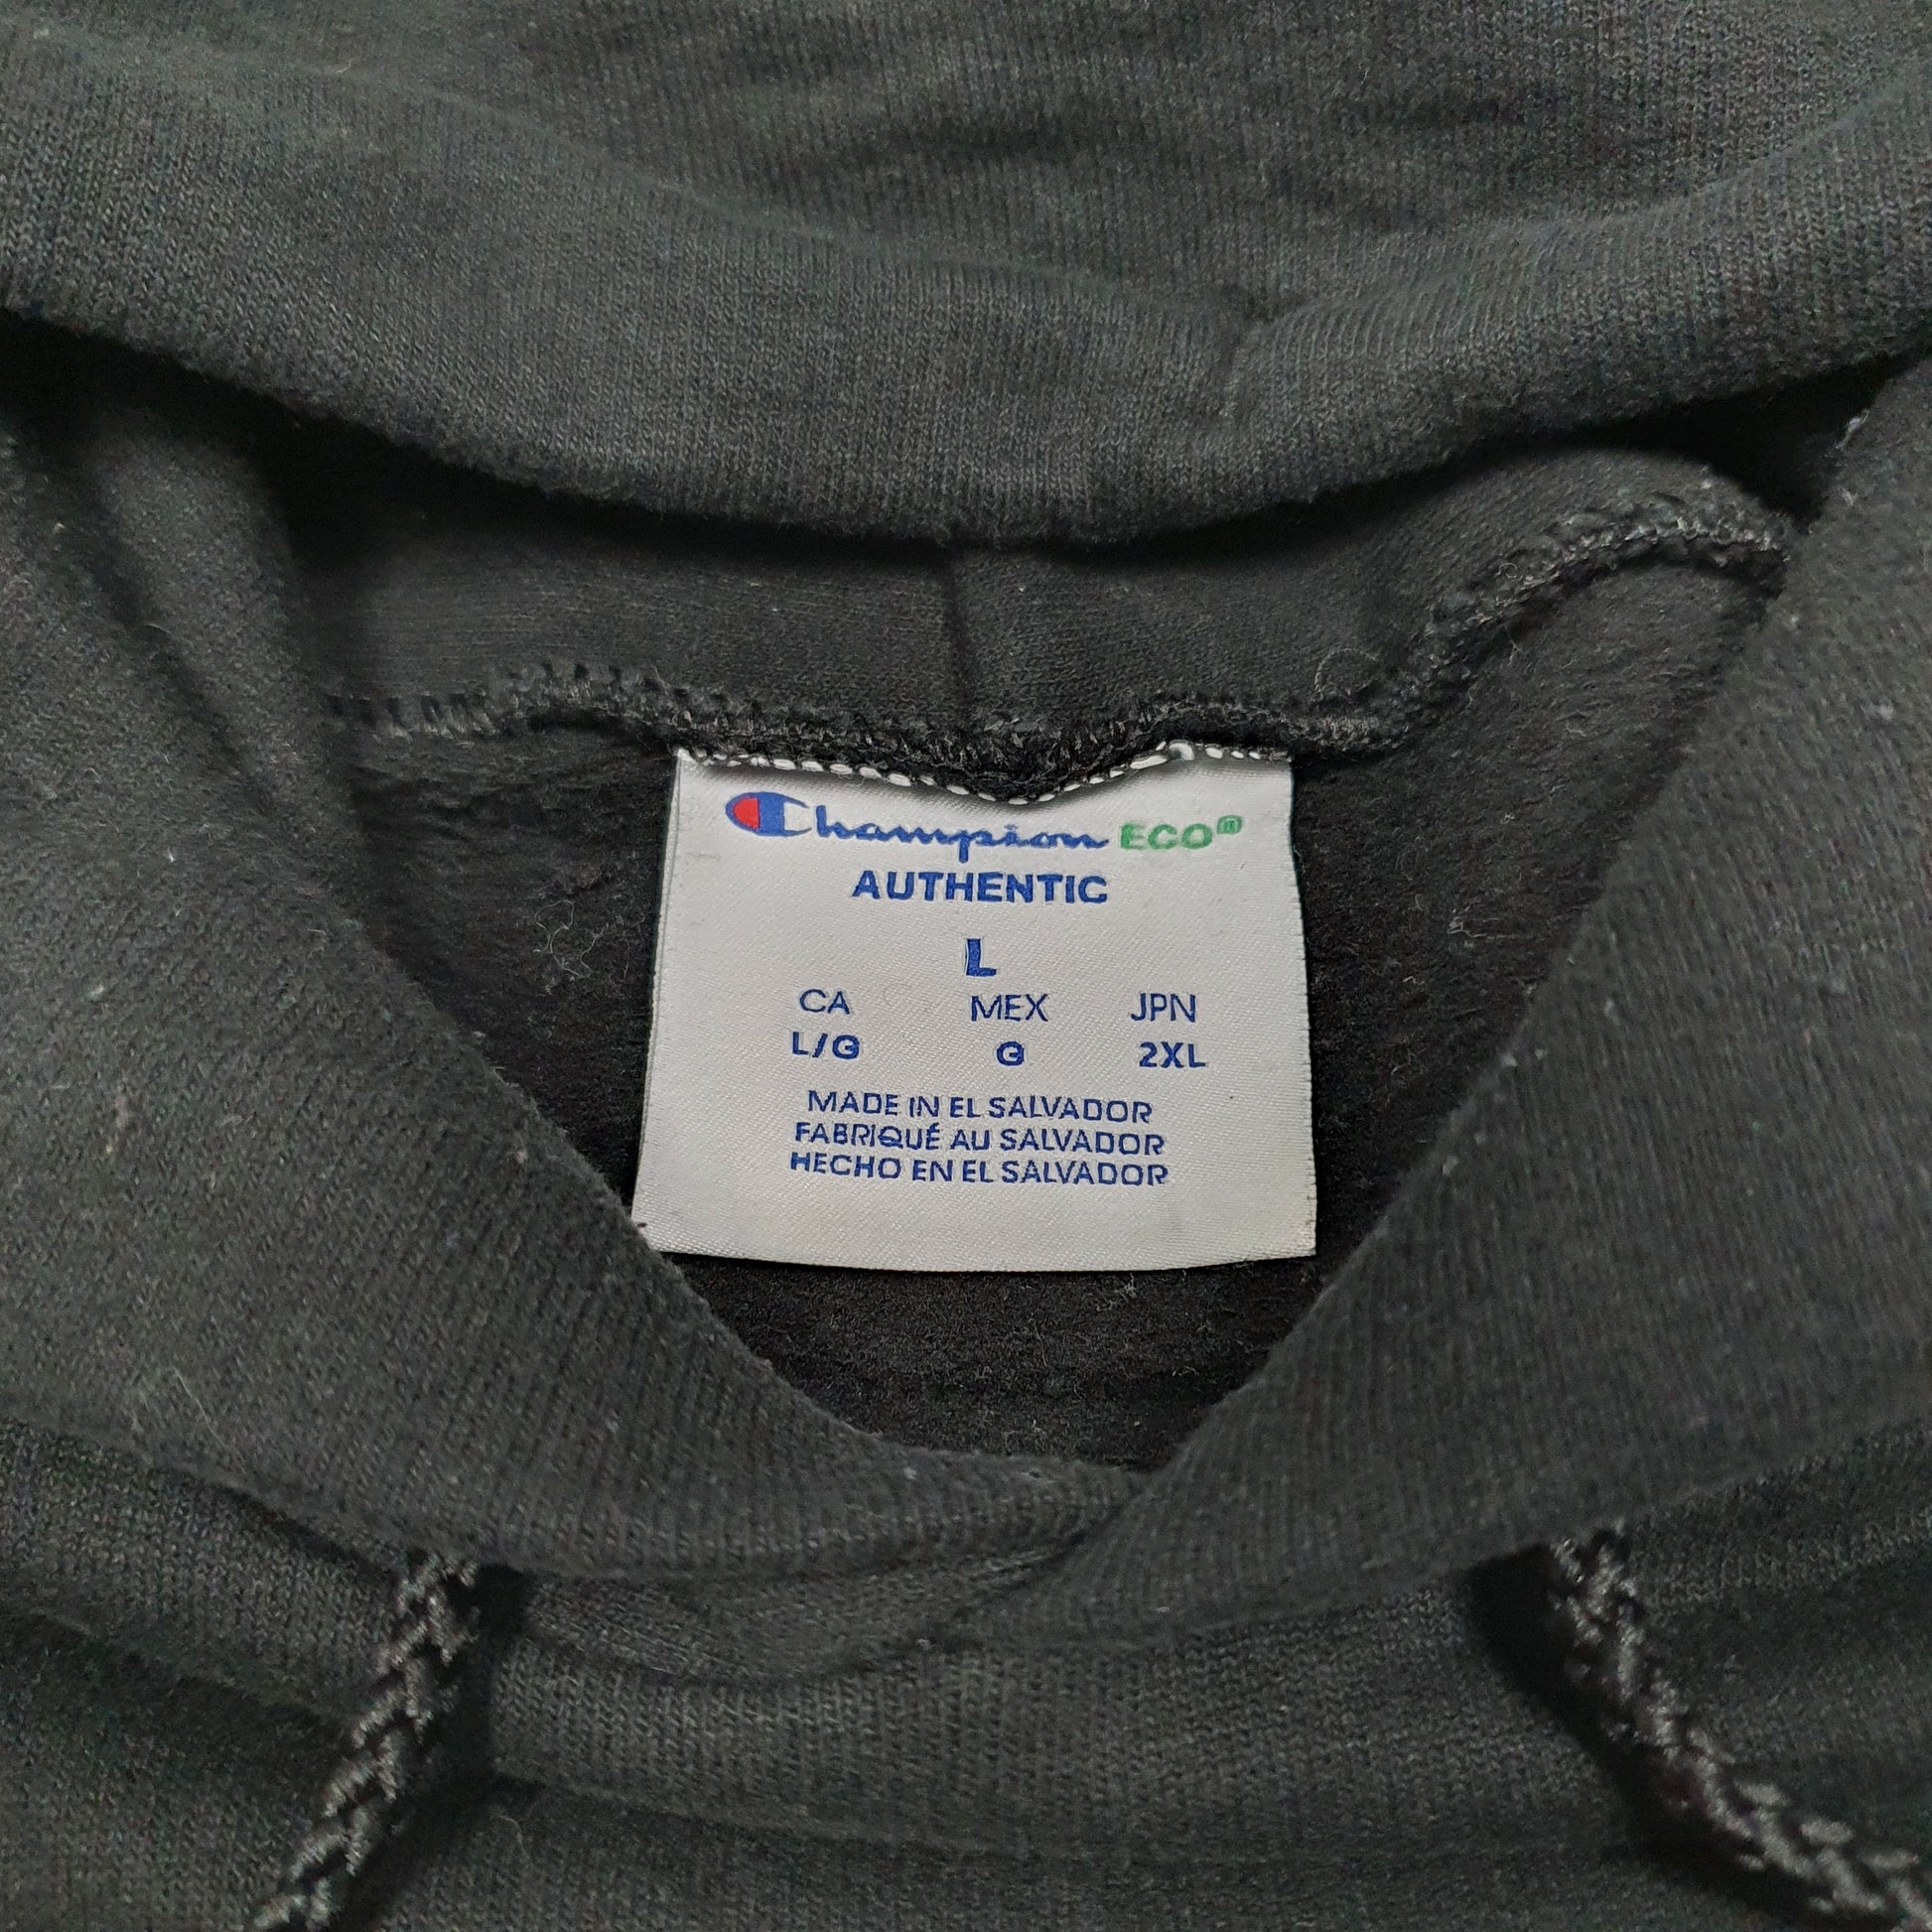 Champion ECO®
AUTHENTIC
L
CA MEX JPN
L/G G 2XL
MADE IN EL SALVADOR
FABRIQUÉ AU SALVADOR
HECHO EN EL SALVADOR